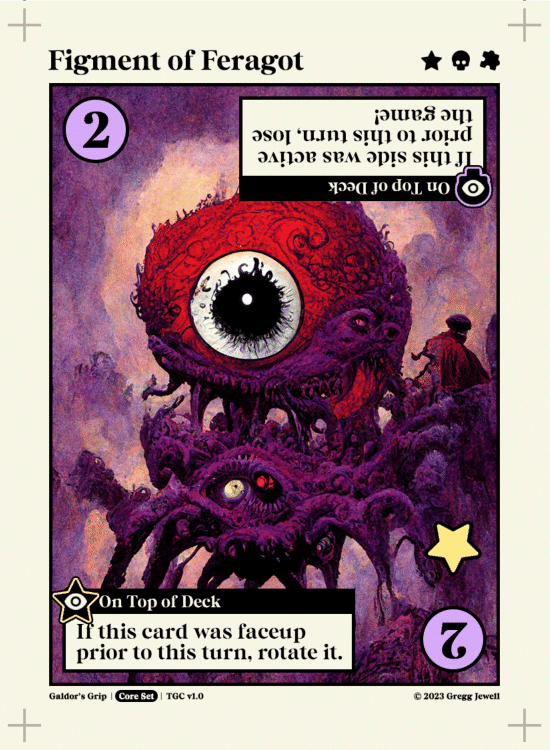 Figment of Feragot
2
If this side was active
prior to this turn, lose
the game!
On Top of Deck
On Top of Deck
If this card was faceup
prior to this turn, rotate it.
2
Galdor's Grip | Core Set | TGC v1.0
© 2023 Gregg Jewell